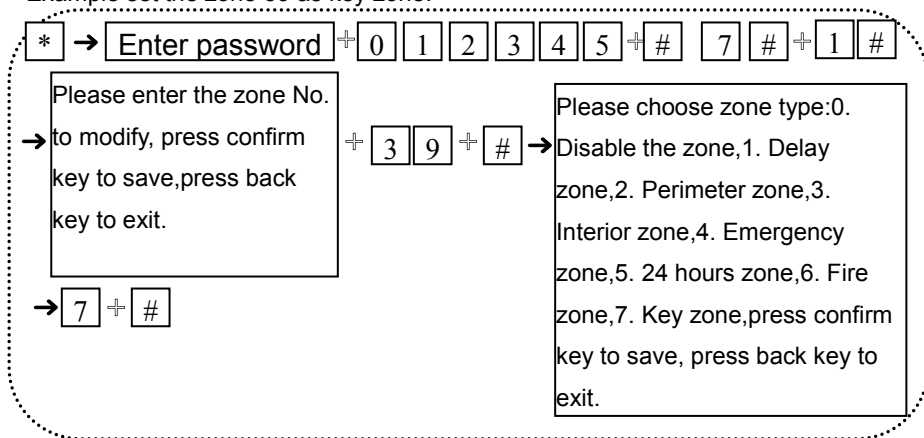 Example set the zone 39 as key zone:
* → Enter password + 0 1 2 3 4 5 + # 7 # + 1 #
→ Please enter the zone No.
to modify, press confirm
key to save,press back
key to exit.
+ 3 9 + # →
Please choose zone type:0.
Disable the zone,1. Delay
zone,2. Perimeter zone,3.
Interior zone,4. Emergency
zone,5. 24 hours zone,6. Fire
zone,7. Key zone,press confirm
key to save, press back key to
exit.
→ 7 + #